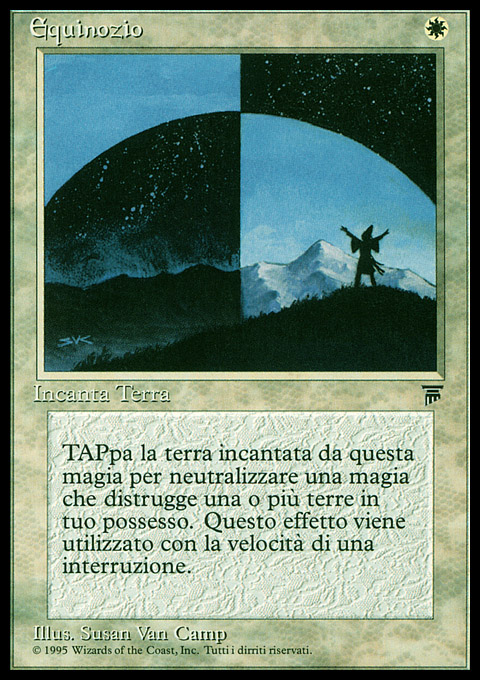 Equinozio
SVC
Incanta Terra
TAPpa la terra incantata da questa
magia per neutralizzare una magia
che distrugge una o più terre in
tuo possesso. Questo effetto viene
utilizzato con la velocità di una
interruzione.
Illus. Susan Van Camp
© 1995 Wizards of the Coast, Inc. Tutti i dirriti riservati.